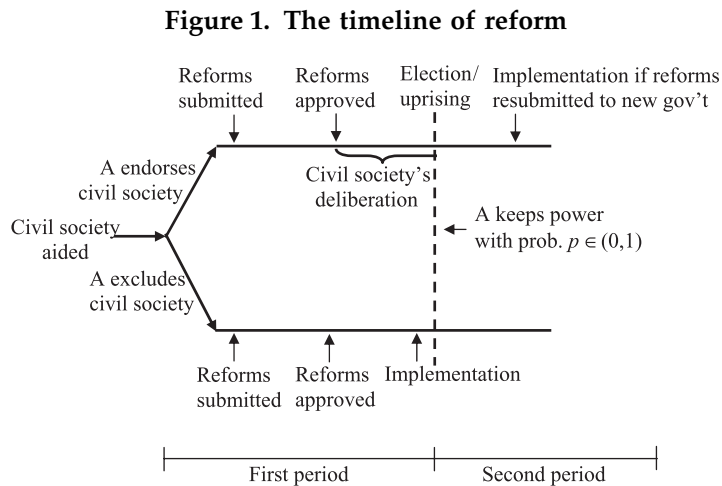 Figure 1. The timeline of reform
Reforms
submitted
Reforms
approved
Election/
uprising
Implementation if reforms
resubmitted to new gov't
A endorses
civil society
Civil society's
deliberation
Civil society
aided
A keeps power
with prob. p ∈ (0,1)
A excludes
civil society
Reforms
submitted
Reforms
approved
Implementation
First period
Second period